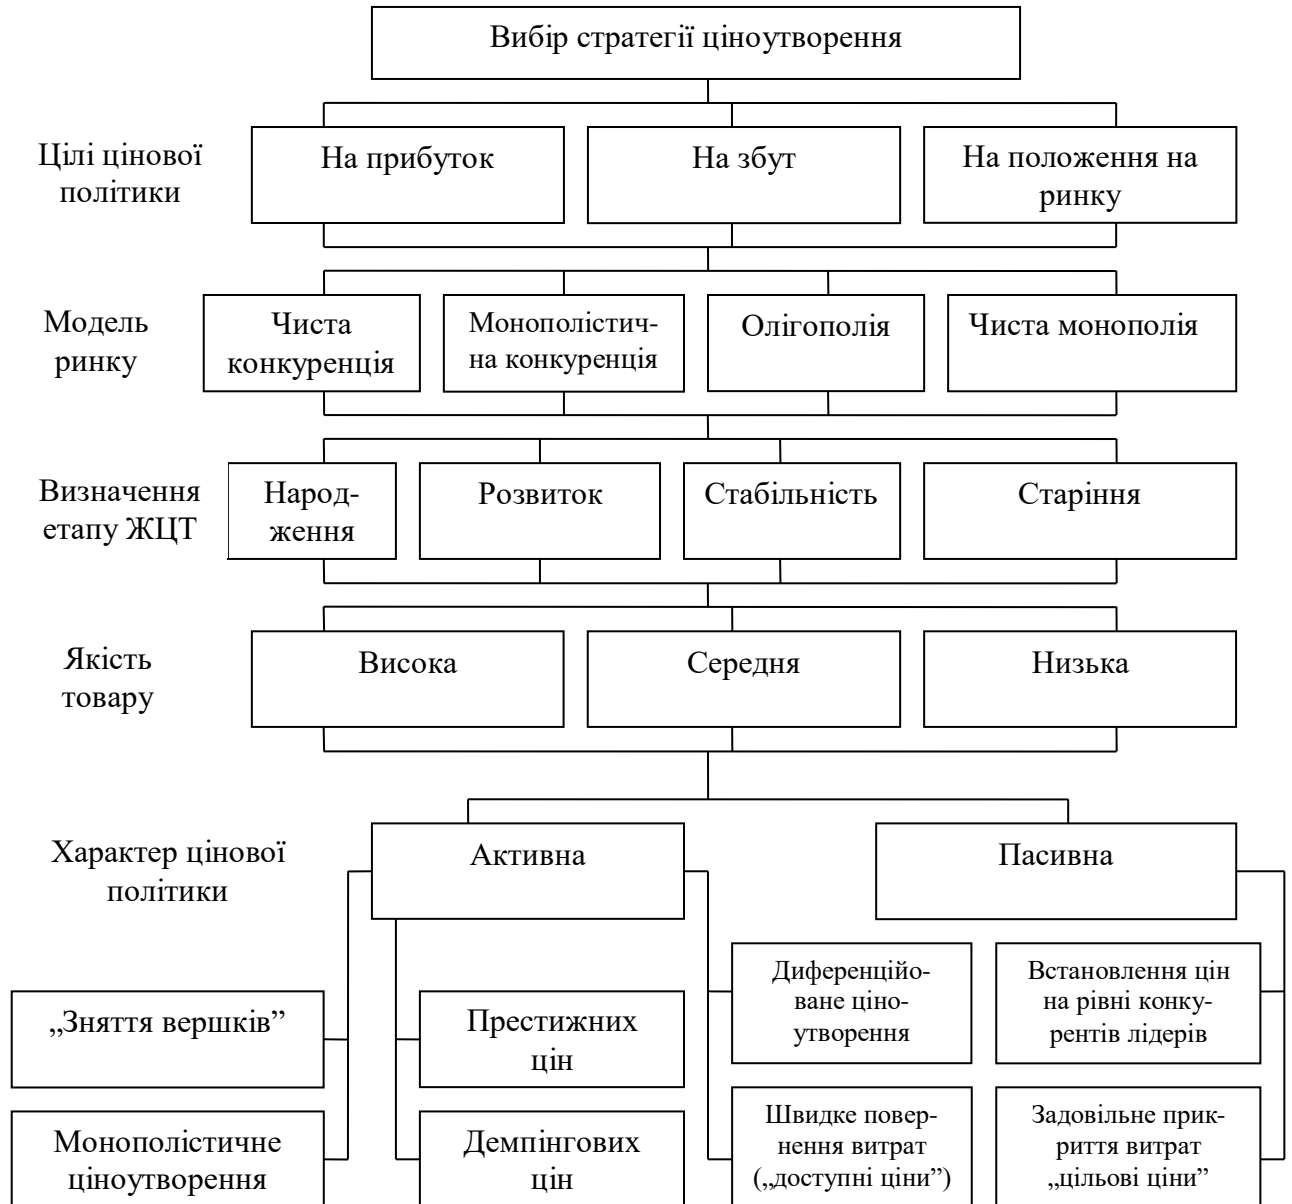 Вибір стратегії ціноутворення
Цілі цінової
політики
На прибуток
На збут
На положення на
ринку
Модель
ринку
Чиста
конкуренція
Монополістич-
на конкуренція
Олігополія
Чиста монополія
Визначення
етапу ЖЦТ
Народ-
ження
Розвиток
Стабільність
Старіння
Якість
товару
Висока
Середня
Низька
Характер цінової
політики
Активна
Пасивна
„Зняття вершків”
Престижних
цін
Диференційо-
ване ціно-
утворення
Встановлення цін
на рівні конку-
рентів лідерів
Монополістичне
ціноутворення
Демпінгових
цін
Швидке повер-
нення витрат
(„доступні ціни”)
Задовільне прик-
риття витрат
„цільові ціни”